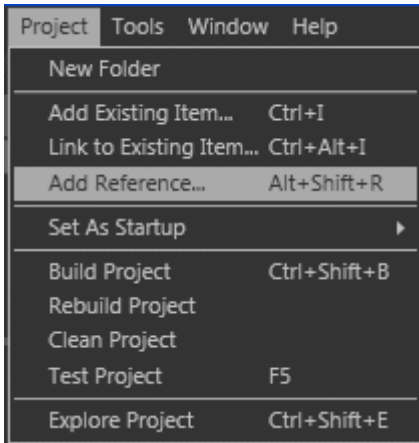 Project Tools Window Help
New Folder
Add Existing Item... Ctrl+I
Link to Existing Item... Ctrl+Alt+I
Add Reference... Alt+Shift+R
Set As Startup
Build Project Ctrl+Shift+B
Rebuild Project
Clean Project
Test Project F5
Explore Project Ctrl+Shift+E